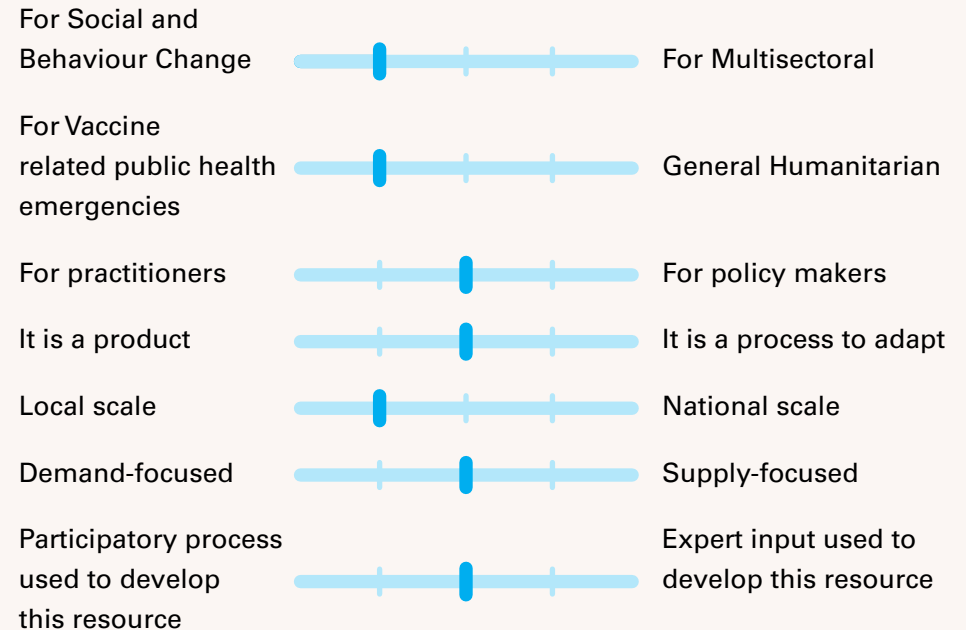 For Social and
Behaviour Change
For Multisectoral
For Vaccine
related public health
emergencies
General Humanitarian
For practitioners
For policy makers
It is a product
It is a process to adapt
Local scale
National scale
Demand-focused
Supply-focused
Participatory process
used to develop
this resource
Expert input used to
develop this resource